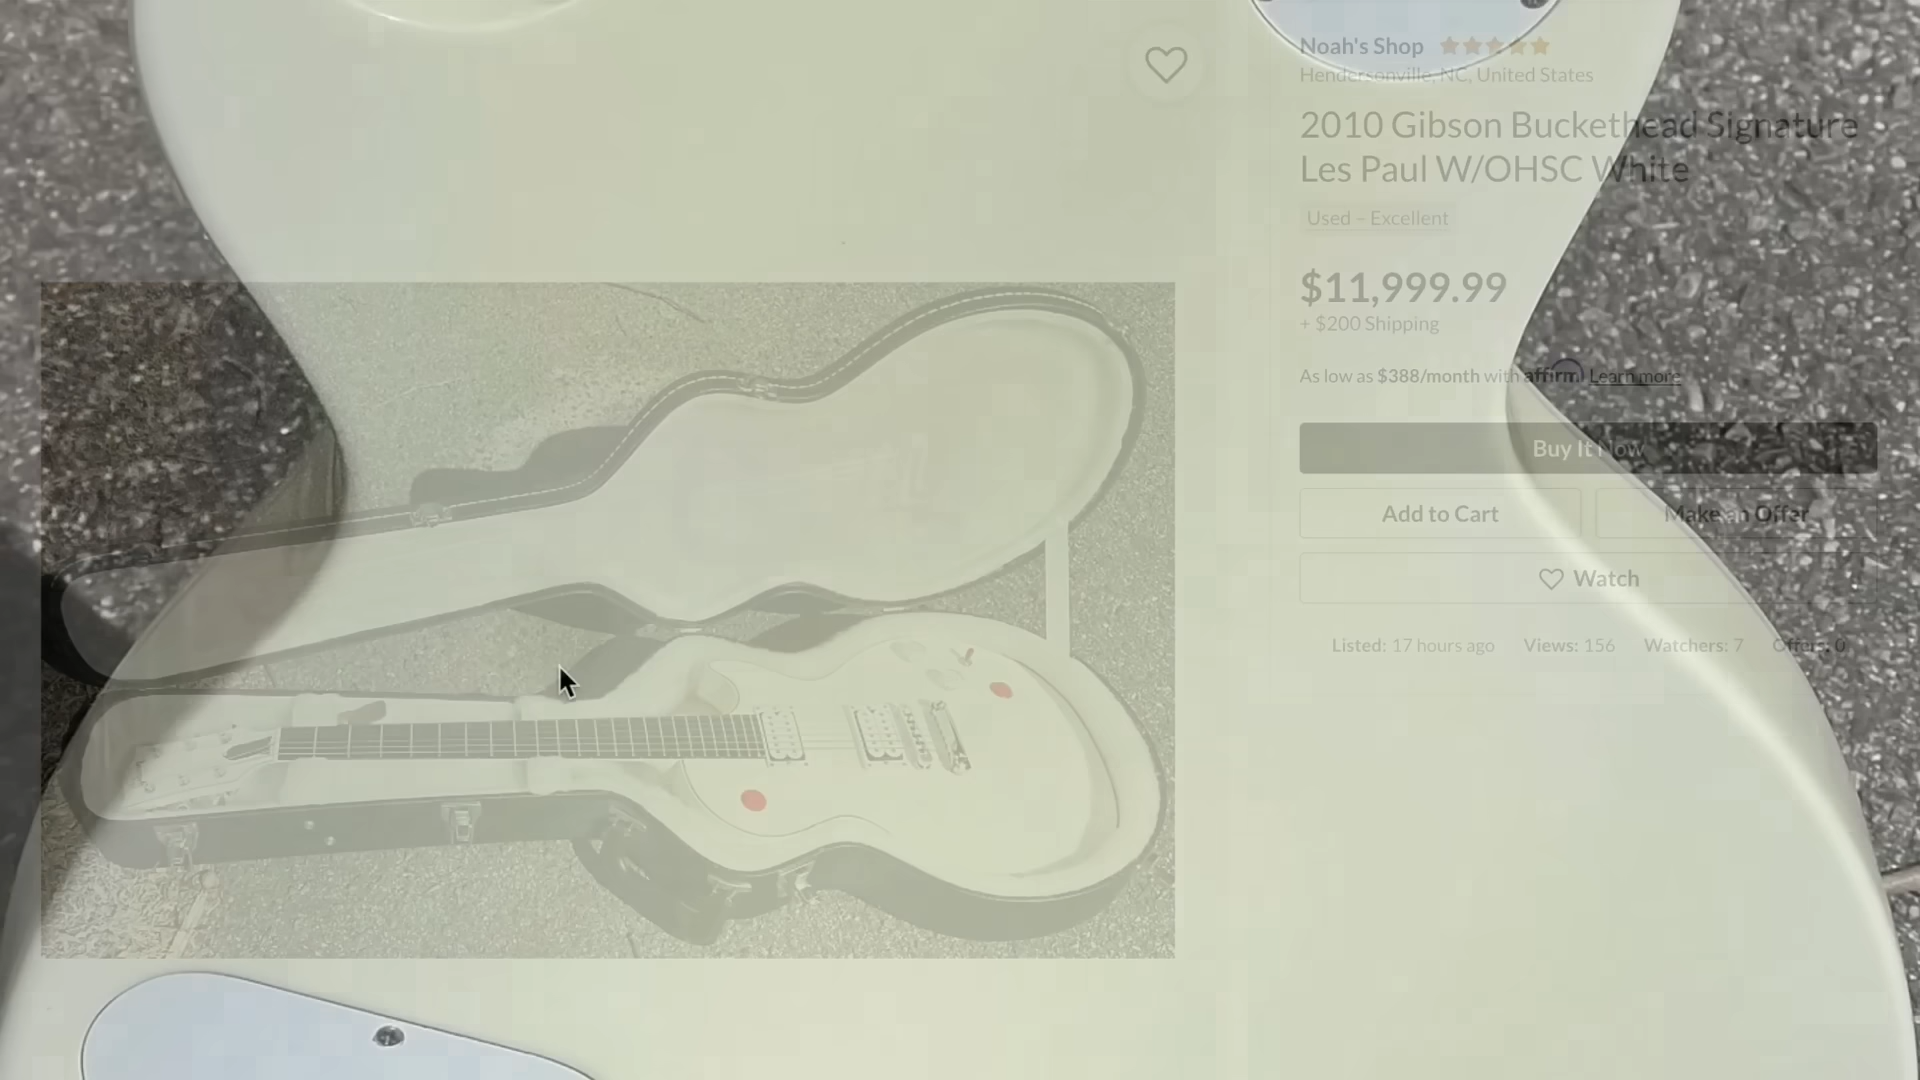 Noah's Shop
Hendersonville, NC, United States
2010 Gibson Buckethead Signature
Les Paul W/OHSC White
Used – Excellent
$11,999.99
+ $200 Shipping
As low as $388/month with affirm. Learn more
Buy It Now
Add to Cart
Make an Offer
Watch
Listed: 17 hours ago Views: 156 Watchers: 7 Offers: 0